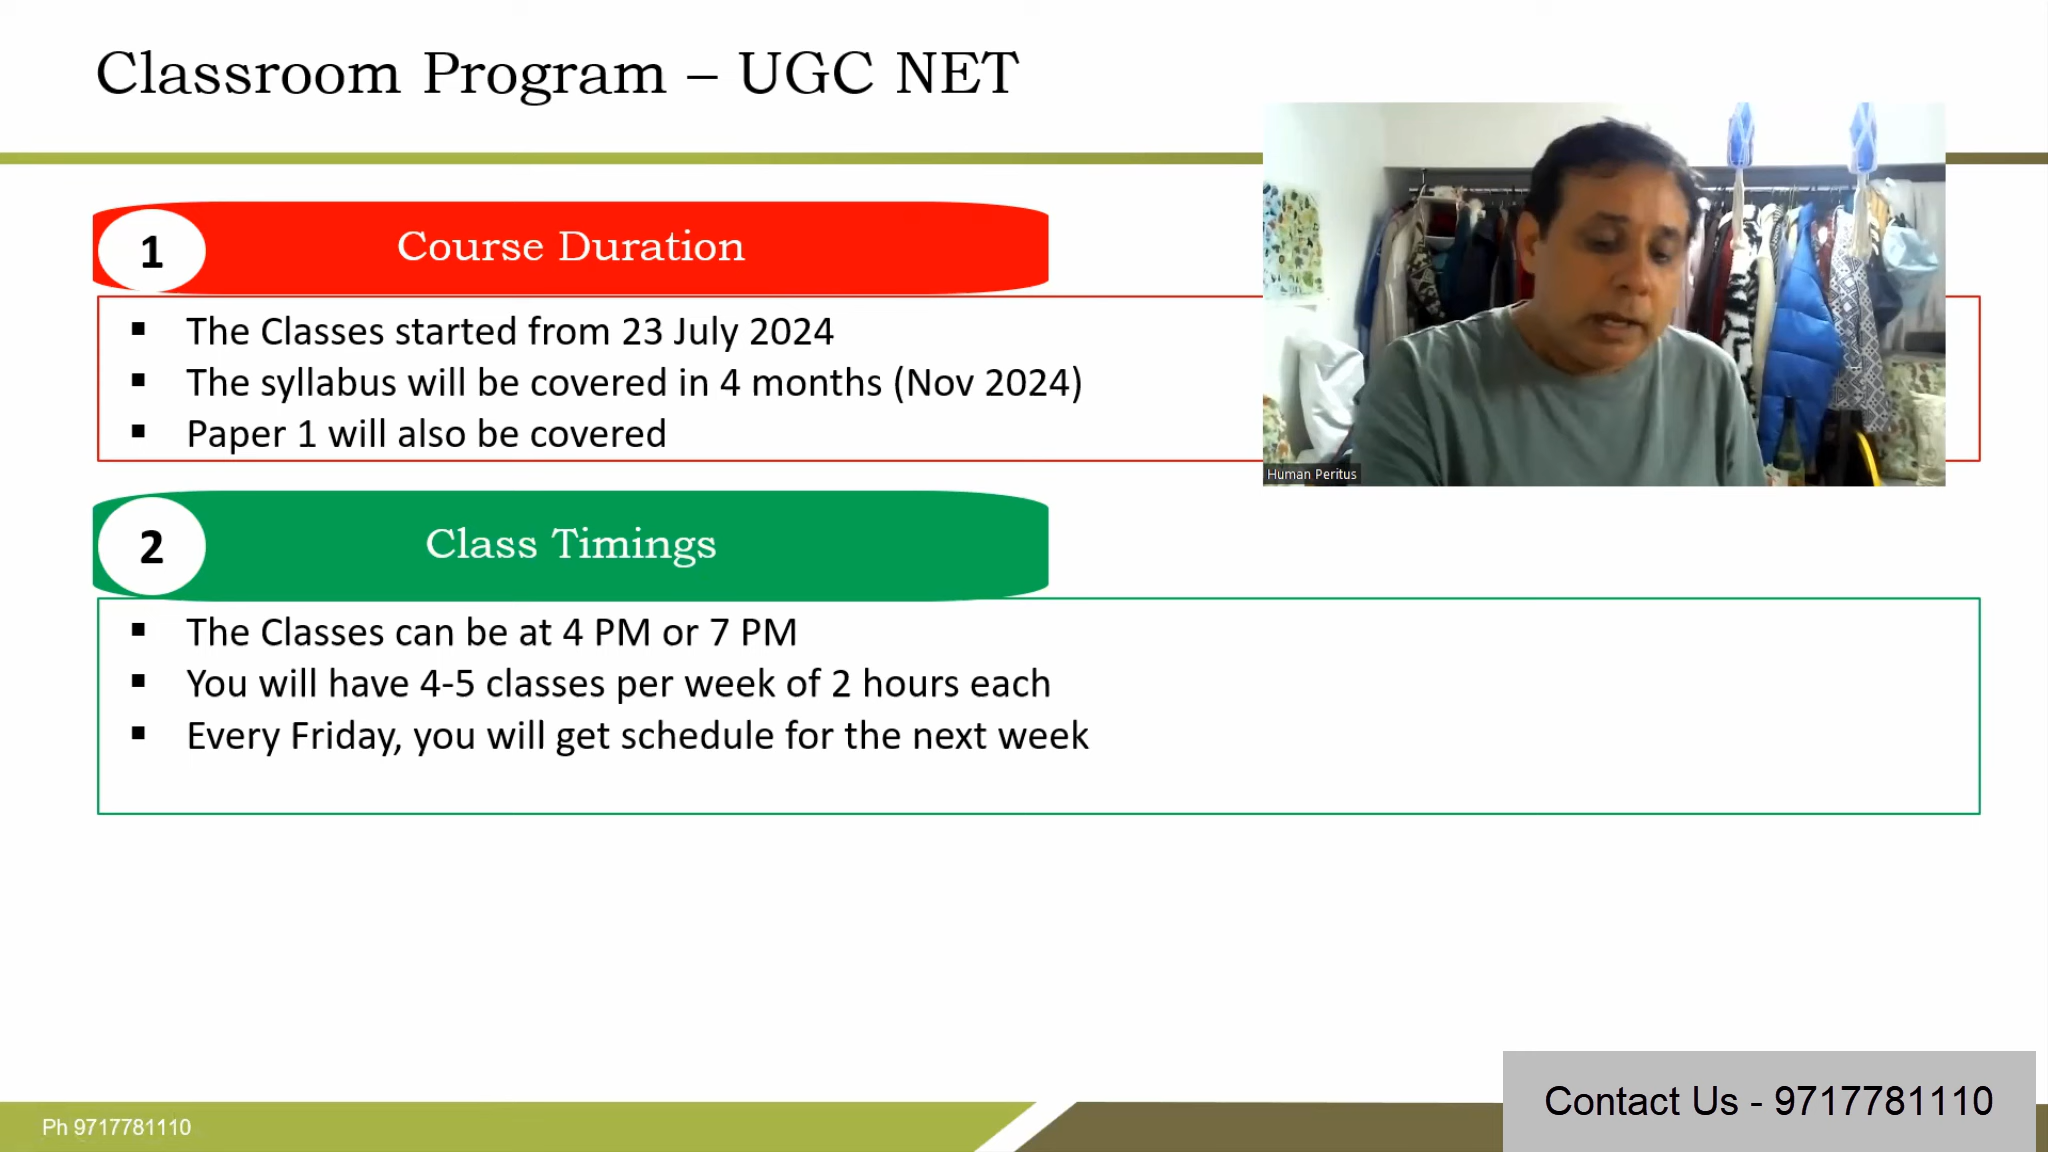 Classroom Program – UGC NET
1
Course Duration
▪ The Classes started from 23 July 2024
▪ The syllabus will be covered in 4 months (Nov 2024)
▪ Paper 1 will also be covered
Human Peritus
2
Class Timings
▪ The Classes can be at 4 PM or 7 PM
▪ You will have 4-5 classes per week of 2 hours each
▪ Every Friday, you will get schedule for the next week
Ph 9717781110
Contact Us - 9717781110